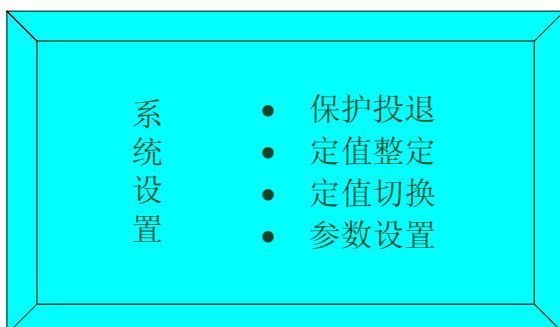 系统设置
● 保护投退
● 定值整定
● 定值切换
● 参数设置